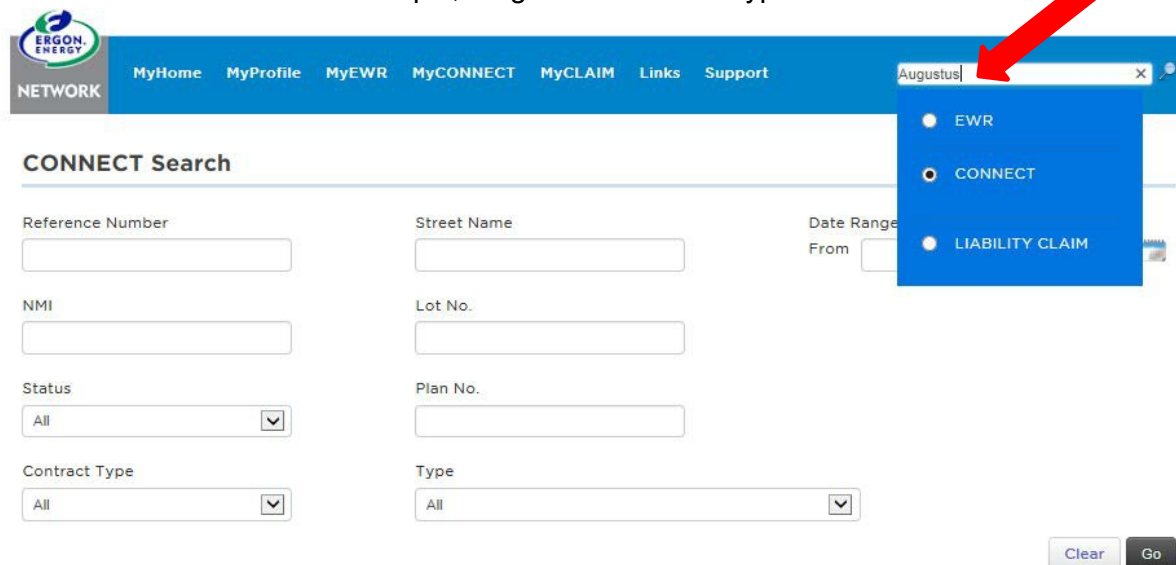 ERGON.
ENERGY
NETWORK
MyHome MyProfile MyEWR MyCONNECT MyCLAIM Links Support
Augustus
EWR
CONNECT
LIABILITY CLAIM
CONNECT Search
Reference Number Street Name Date Range
From
NMI Lot No.
Status Plan No.
All
Contract Type Type
All All
Clear Go